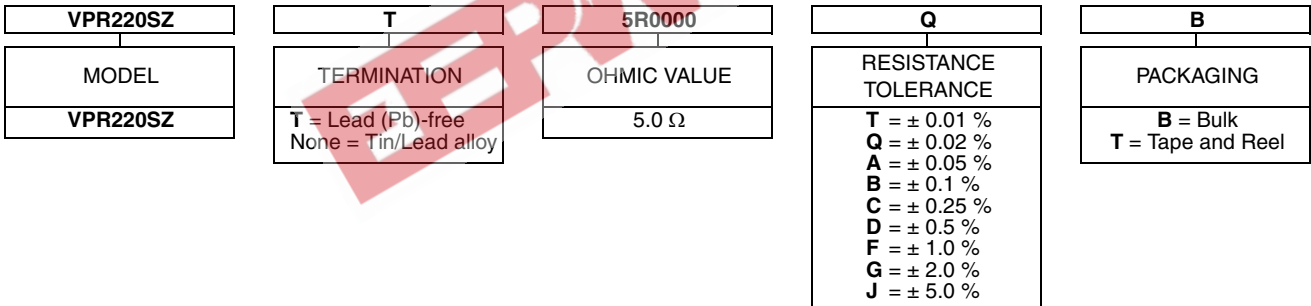 VPR220SZ
T
5R0000
Q
B
MODEL
TERMINATION
OHMIC VALUE
RESISTANCE
TOLERANCE
PACKAGING
VPR220SZ
T = Lead (Pb)-free
None = Tin/Lead alloy
5.0 Ω
T = ± 0.01 %
Q = ± 0.02 %
A = ± 0.05 %
B = ± 0.1 %
C = ± 0.25 %
D = ± 0.5 %
F = ± 1.0 %
G = ± 2.0 %
J = ± 5.0 %
B = Bulk
T = Tape and Reel